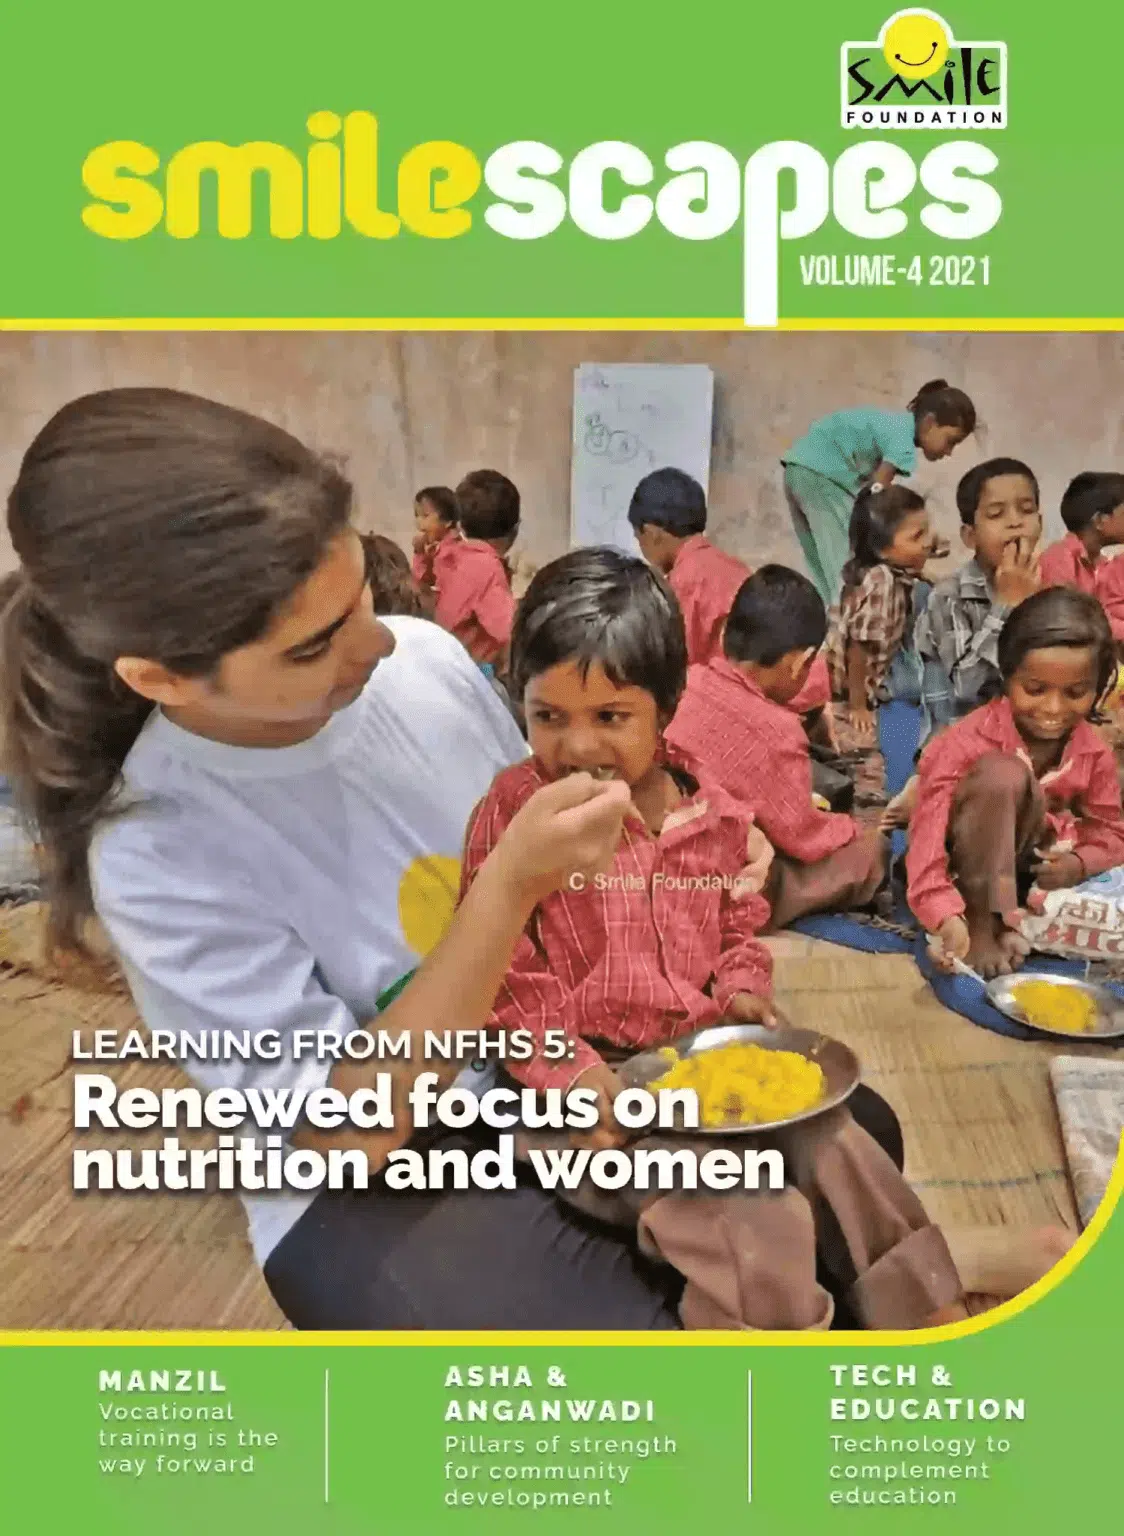 SMILE
FOUNDATION
smilescapes
VOLUME-4 2021
C Smile Foundation
की
LEARNING FROM NFHS 5:
Renewed focus on
nutrition and women
MANZIL
Vocational
training is the
way forward
ASHA &
ANGANWADI
Pillars of strength
for community
development
TECH &
EDUCATION
Technology to
complement
education